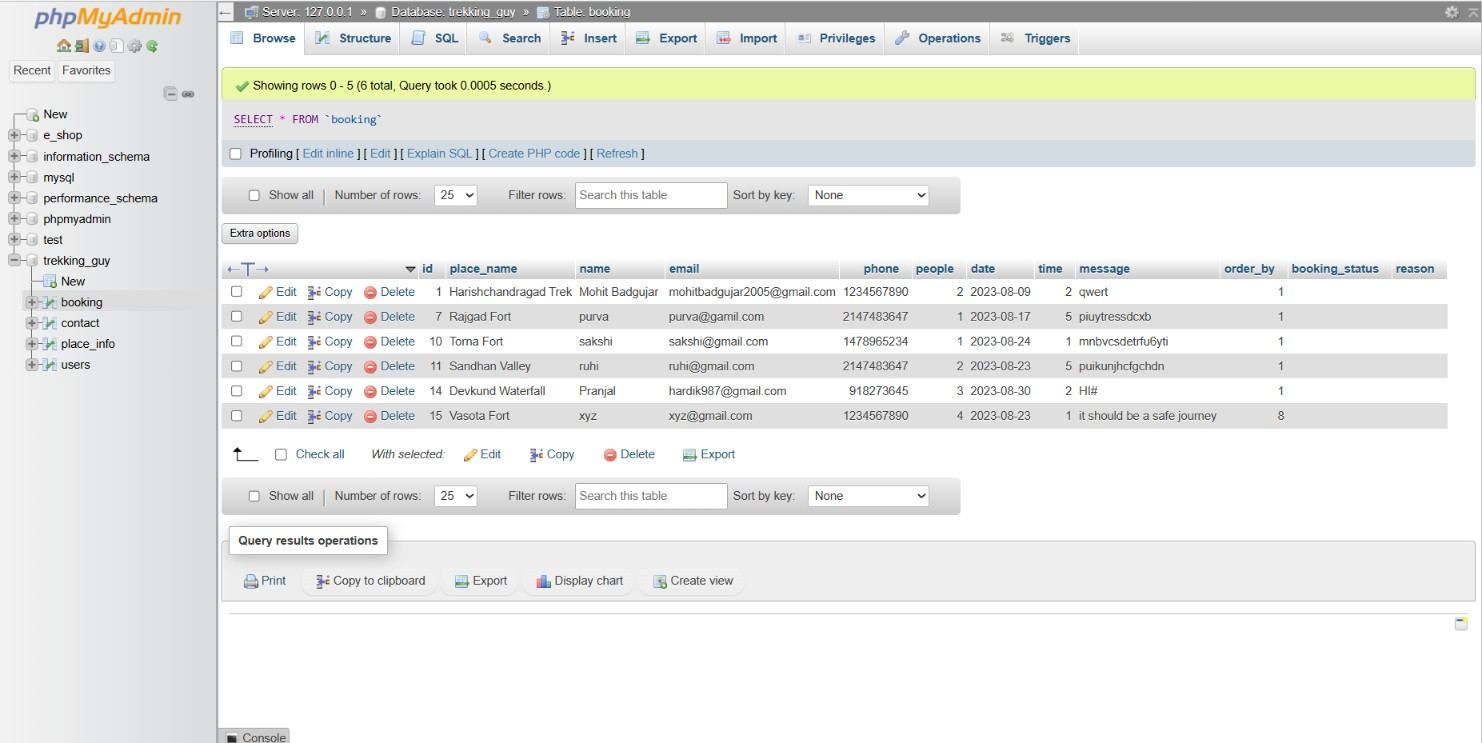 phpMyAdmin
Recent Favorites
New
e_shop
information_schema
mysql
performance_schema
phpmyadmin
test
trekking_guy
New
booking
contact
place_info
users
Server: 127.0.0.1 » Database: trekking_guy » Table: booking
Browse Structure SQL Search Insert Export Import Privileges Operations Triggers
Showing rows 0 - 5 (6 total, Query took 0.0005 seconds.)
SELECT * FROM `booking`
Profiling [ Edit inline ] [ Edit ] [ Explain SQL ] [ Create PHP code ] [ Refresh ]
Show all | Number of rows: 25 Filter rows: Search this table Sort by key: None
Extra options
id place_name name email phone people date time message order_by booking_status reason
Edit Copy Delete 1 Harishchandragad Trek Mohit Badgujar mohitbadgujar2005@gmail.com 1234567890 2 2023-08-09 2 qwert 1
Edit Copy Delete 7 Rajgad Fort purva purva@gamil.com 2147483647 1 2023-08-17 5 piuytressdcxb 1
Edit Copy Delete 10 Torna Fort sakshi sakshi@gmail.com 1478965234 1 2023-08-24 1 mnbvcsdetrfu6yti 1
Edit Copy Delete 11 Sandhan Valley ruhi ruhi@gmail.com 2147483647 2 2023-08-23 5 puikunjhcfgchdn 1
Edit Copy Delete 14 Devkund Waterfall Pranjal hardik987@gmail.com 918273645 3 2023-08-30 2 HI# 1
Edit Copy Delete 15 Vasota Fort xyz xyz@gmail.com 1234567890 4 2023-08-23 1 it should be a safe journey 8
Check all With selected: Edit Copy Delete Export
Show all | Number of rows: 25 Filter rows: Search this table Sort by key: None
Query results operations
Print Copy to clipboard Export Display chart Create view
Console